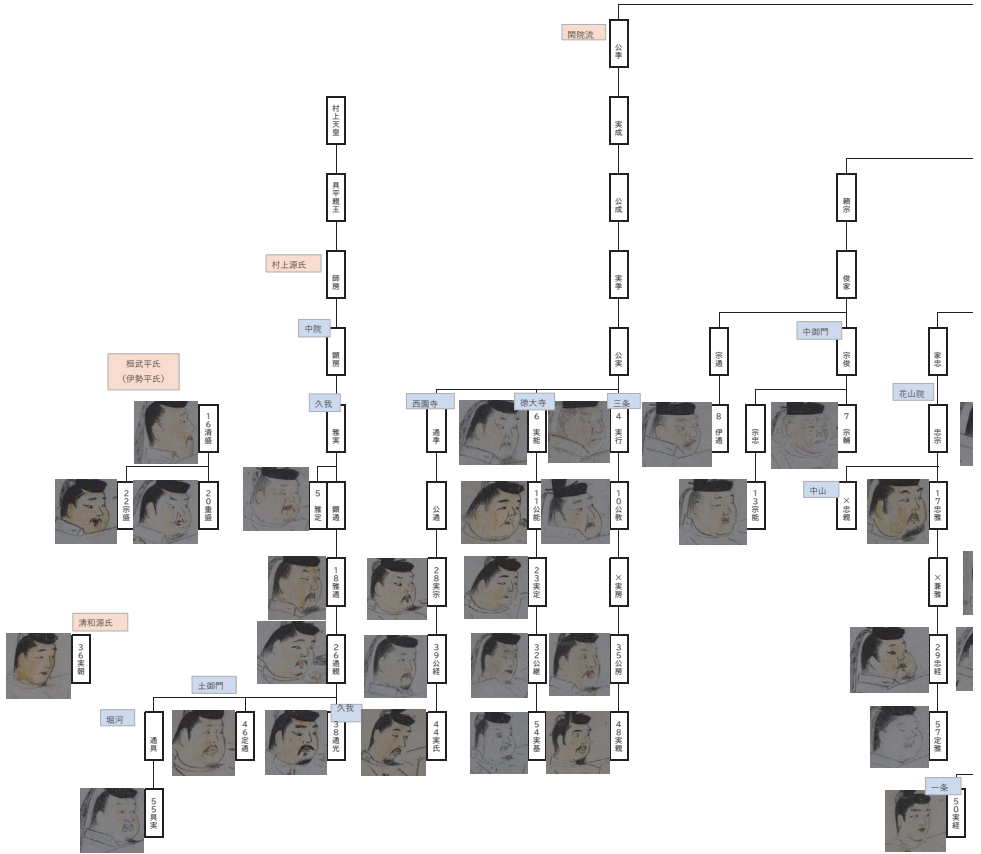 閑院流
公季
村上天皇
実成
具平親王
公成
頼宗
村上源氏
師房
実季
俊家
中院
顕房
公実
宗通
中御門
宗俊
家忠
桓武平氏
（伊勢平氏）
16清盛
久我
雅実
西園寺
通季
徳大寺
6 実能
三条
4 実行
8 伊通
宗忠
7 宗輔
花山院
忠宗
22宗盛
20重盛
5 雅定
顕通
公通
11公能
10公教
13宗能
中山
×忠親
17忠雅
18雅通
28実宗
23実定
×実房
×兼雅
清和源氏
36実朝
26通親
39公経
32公継
35公房
29忠経
土御門
堀河
通具
46定通
久我
38通光
44実氏
54実基
48実親
57定雅
55具実
一条
50実経